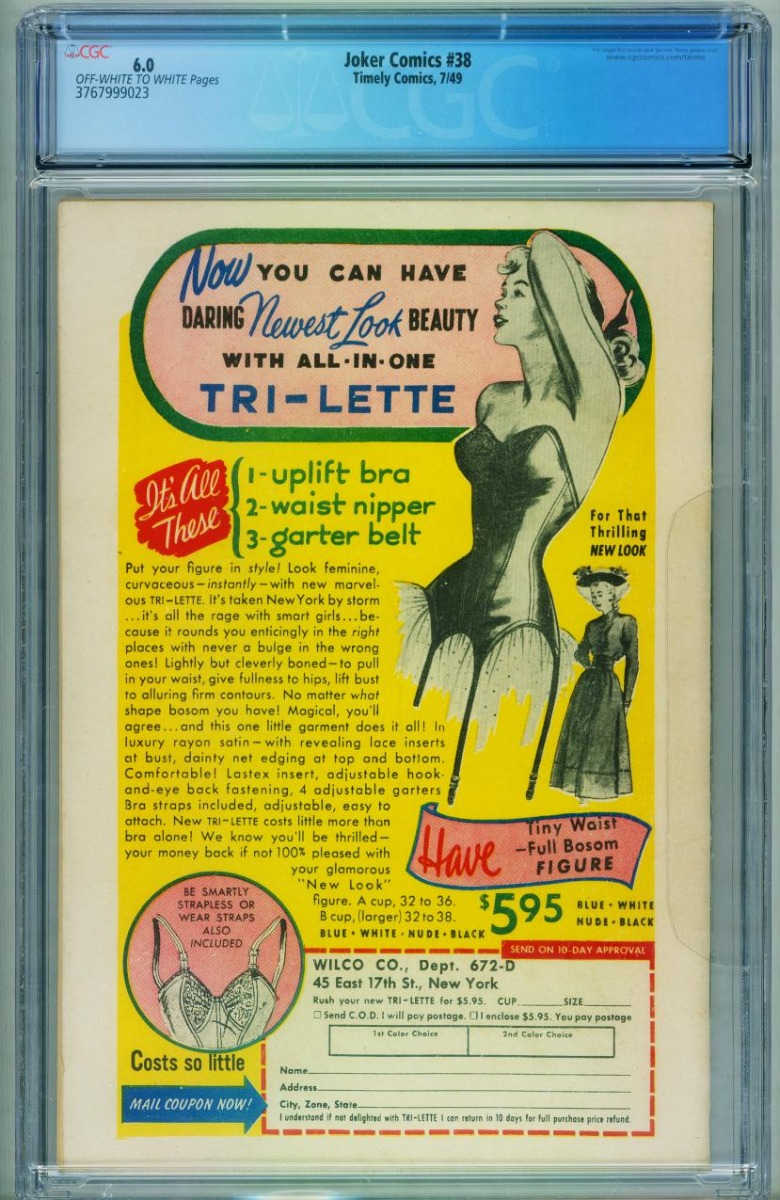 CGC
6.0
OFF-WHITE TO WHITE Pages
3767999023
Joker Comics #38
Timely Comics, 7/49
www.cgccomics.com/terms
CGC
Now YOU CAN HAVE
DARING Newest Look BEAUTY
WITH ALL-IN-ONE
TRI-LETTE
It's All
These
1-uplift bra
2-waist nipper
3-garter belt
For That
Thrilling
NEW LOOK
Put your figure in style! Look feminine,
curvaceous—instantly—with new marvel-
ous TRI-LETTE. It's taken New York by storm
...it's all the rage with smart girls...be-
cause it rounds you enticingly in the right
places with never a bulge in the wrong
ones! Lightly but cleverly boned—to pull
in your waist, give fullness to hips, lift bust
to alluring firm contours. No matter what
shape bosom you have! Magical, you'll
agree...and this one little garment does it all! In
luxury rayon satin—with revealing lace inserts
at bust, dainty net edging at top and bottom.
Comfortable! Lastex insert, adjustable hook-
and-eye back fastening, 4 adjustable garters
Bra straps included, adjustable, easy to
attach. New TRI-LETTE costs little more than
bra alone! We know you'll be thrilled—
your money back if not 100% pleased with
your glamorous
"New Look"
figure. A cup, 32 to 36.
B cup, (larger) 32 to 38.
BLUE • WHITE • NUDE • BLACK
Have Tiny Waist
—Full Bosom
FIGURE
$5.95
BLUE • WHITE
NUDE • BLACK
BE SMARTLY
STRAPLESS OR
WEAR STRAPS
ALSO
INCLUDED
Costs so little
MAIL COUPON NOW!
SEND ON 10-DAY APPROVAL
WILCO CO., Dept. 672-D
45 East 17th St., New York
Rush your new TRI-LETTE for $5.95. CUP____ SIZE____
☐ Send C.O.D. I will pay postage. ☐ I enclose $5.95. You pay postage
1st Color Choice 2nd Color Choice
Name
Address
City, Zone, State
I understand if not delighted with TRI-LETTE I can return in 10 days for full purchase price refund.